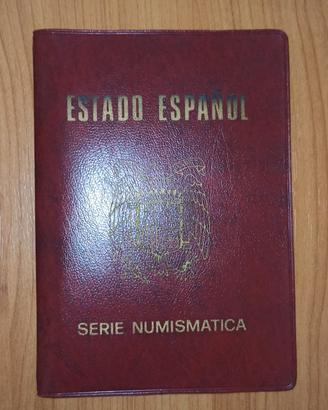 ESTADO ESPAÑOL
SERIE NUMISMATICA